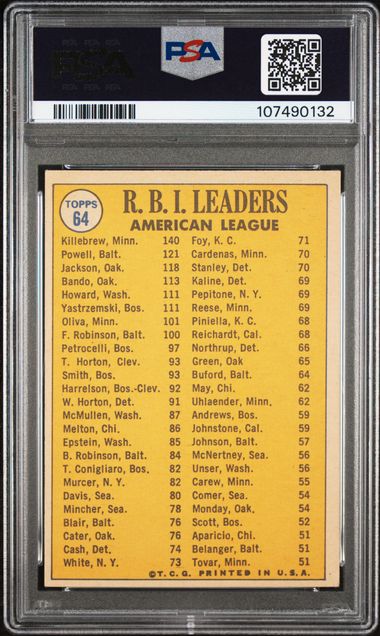 PSA
PSA
107490132
TOPPS
64
R. B. I. LEADERS
AMERICAN LEAGUE
Killebrew, Minn. 140 Foy, K. C. 71
Powell, Balt. 121 Cardenas, Minn. 70
Jackson, Oak. 118 Stanley, Det. 70
Bando, Oak. 113 Kaline, Det. 69
Howard, Wash. 111 Pepitone, N. Y. 69
Yastrzemski, Bos. 111 Reese, Minn. 69
Oliva, Minn. 101 Piniella, K. C. 68
F. Robinson, Balt. 100 Reichardt, Cal. 68
Petrocelli, Bos. 97 Northrup, Det. 66
T. Horton, Clev. 93 Green, Oak 65
Smith, Bos. 93 Buford, Balt. 64
Harrelson, Bos.-Clev. 92 May, Chi. 62
W. Horton, Det. 91 Uhlaender, Minn. 62
McMullen, Wash. 87 Andrews, Bos. 59
Melton, Chi. 86 Johnstone, Cal. 59
Epstein, Wash. 85 Johnson, Balt. 57
B. Robinson, Balt. 84 McNertney, Sea. 55
T. Conigliaro, Bos. 82 Unser, Wash. 56
Murcer, N. Y. 82 Carew, Minn. 55
Davis, Sea. 80 Comer, Sea. 54
Mincher, Sea. 78 Monday, Oak. 54
Blair, Balt. 76 Scott, Bos. 52
Cater, Oak. 76 Aparicio, Chi. 51
Cash, Det. 74 Belanger, Balt. 51
White, N. Y. 73 Tovar, Minn. 51
©T.C.G. PRINTED IN U.S.A.